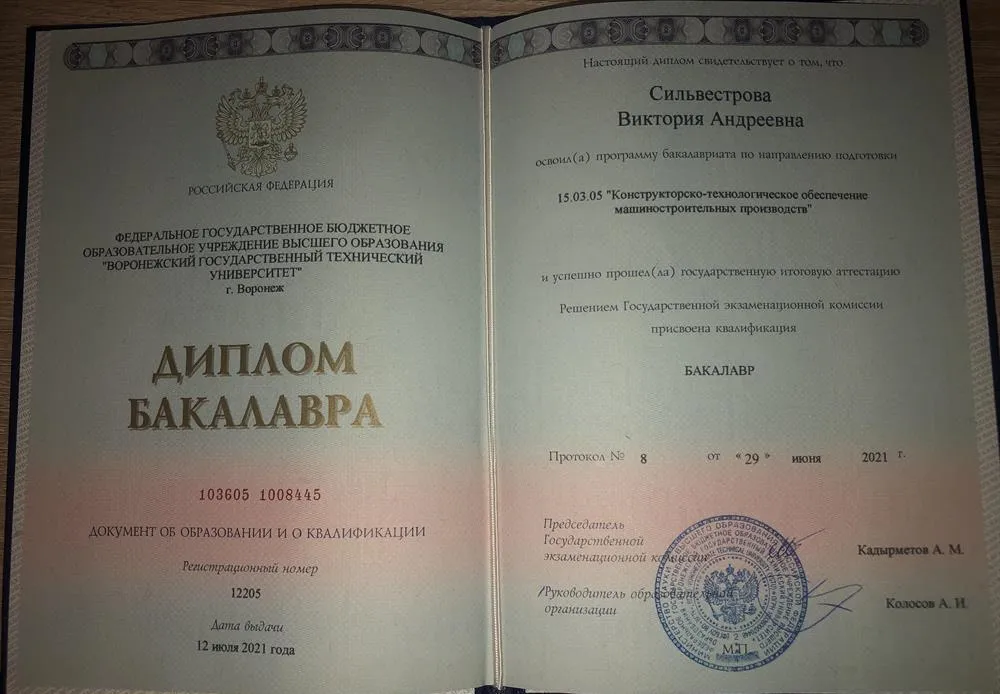 РОССИЙСКАЯ ФЕДЕРАЦИЯ
ФЕДЕРАЛЬНОЕ ГОСУДАРСТВЕННОЕ БЮДЖЕТНОЕ
ОБРАЗОВАТЕЛЬНОЕ УЧРЕЖДЕНИЕ ВЫСШЕГО ОБРАЗОВАНИЯ
"ВОРОНЕЖСКИЙ ГОСУДАРСТВЕННЫЙ ТЕХНИЧЕСКИЙ
УНИВЕРСИТЕТ"
г. Воронеж
ДИПЛОМ
БАКАЛАВРА
103605 1008445
ДОКУМЕНТ ОБ ОБРАЗОВАНИИ И О КВАЛИФИКАЦИИ
Регистрационный номер
12205
Дата выдачи
12 июля 2021 года
Настоящий диплом свидетельствует о том, что
Сильвестрова
Виктория Андреевна
освоил(а) программу бакалавриата по направлению подготовки
15.03.05 "Конструкторско-технологическое обеспечение
машиностроительных производств"
и успешно прошел(ла) государственную итоговую аттестацию
Решением Государственной экзаменационной комиссии
присвоена квалификация
БАКАЛАВР
Протокол № 8 от «29» июня 2021 г.
Председатель
Государственной
экзаменационной комиссии
Кадырметов А. М.
Руководитель образовательной
организации
Колосов А. И.
М.П.